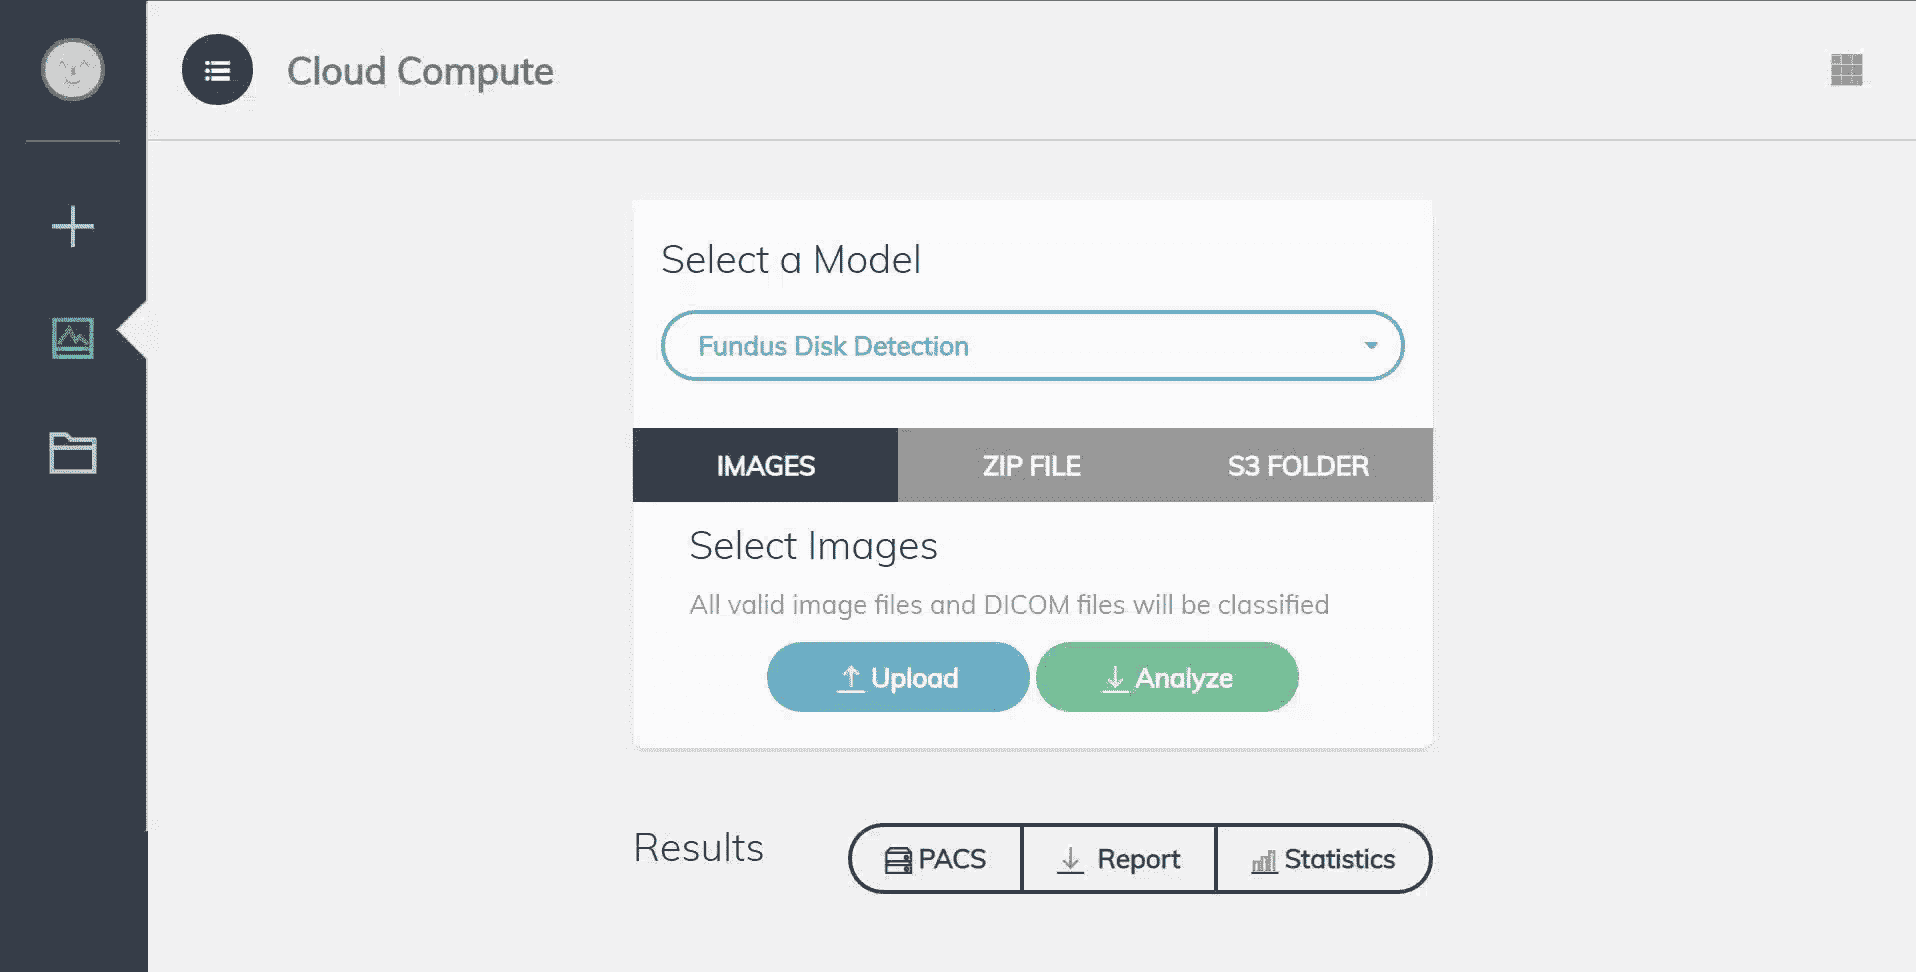 Cloud Compute
Select a Model
Fundus Disk Detection
IMAGES ZIP FILE S3 FOLDER
Select Images
All valid image files and DICOM files will be classified
Upload Analyze
Results PACS Report Statistics